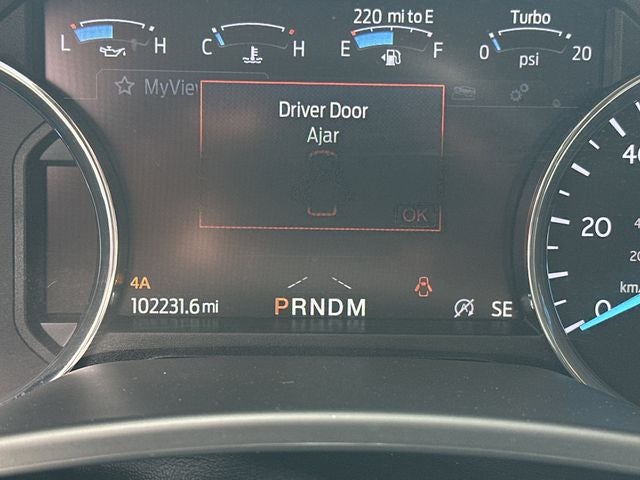 220 mi to E
Turbo
L H
C H
E F
0 psi 20
MyView
Driver Door
Ajar
OK
40
20
4A
102231.6 mi
PRNDM
SE
0
km/